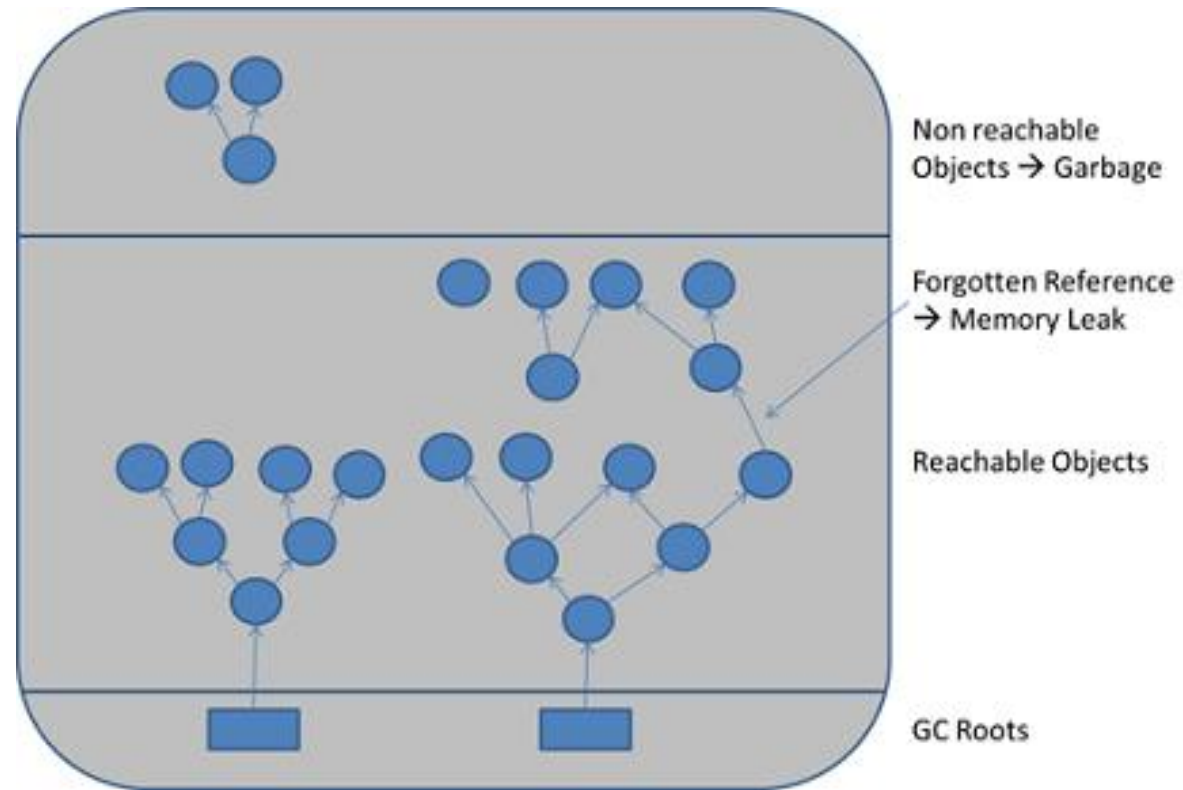 Non reachable
Objects → Garbage
Forgotten Reference
→ Memory Leak
Reachable Objects
GC Roots